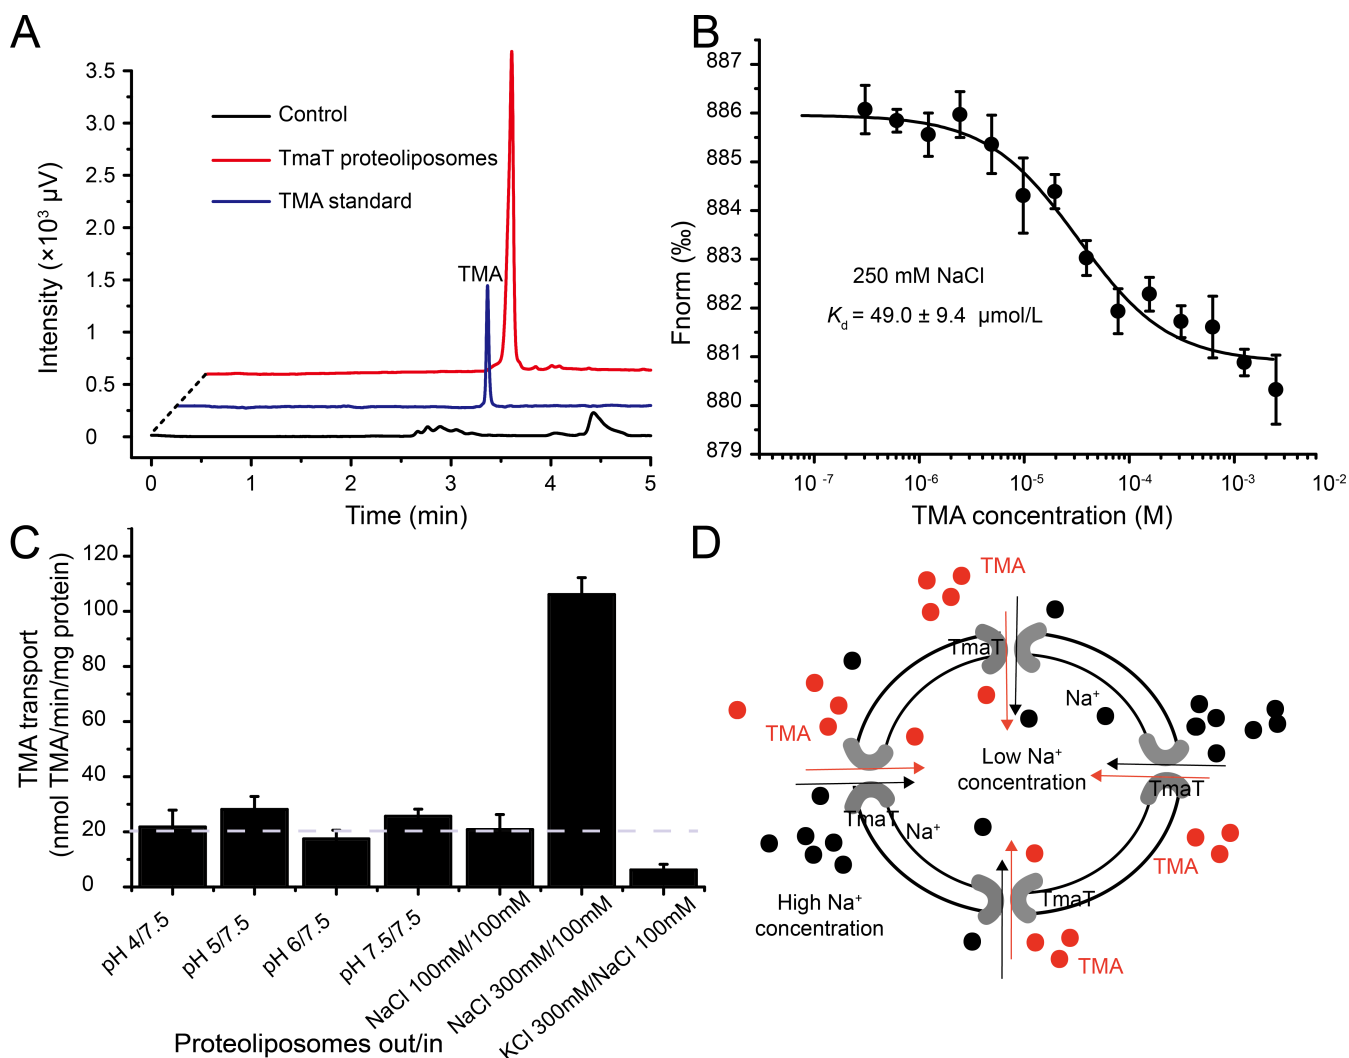 A
3.5
3.0
2.5
2.0
1.5
1
0.5
0
Intensity (×10³ μV)
Control
TmaT proteoliposomes
TMA standard
TMA
0
1
2
3
4
5
Time (min)
B
887
886
885
884
883
882
881
880
879
Fnorm (‰)
250 mM NaCl
Kd = 49.0 ± 9.4 μmol/L
10⁻⁷
10⁻⁶
10⁻⁵
10⁻⁴
10⁻³
10⁻²
TMA concentration (M)
C
120
100
80
60
40
20
0
TMA transport
(nmol TMA/min/mg protein)
pH 4/7.5
pH 5/7.5
pH 6/7.5
pH 7.5/7.5
NaCl 100mM/100mM
NaCl 300mM/100mM
KCl 300mM/NaCl 100mM
Proteoliposomes out/in
D
TMA
TmaT
Na⁺
TMA
Low Na⁺
concentration
TmaT
TmaT
Na⁺
TMA
High Na⁺
concentration
TmaT
TMA